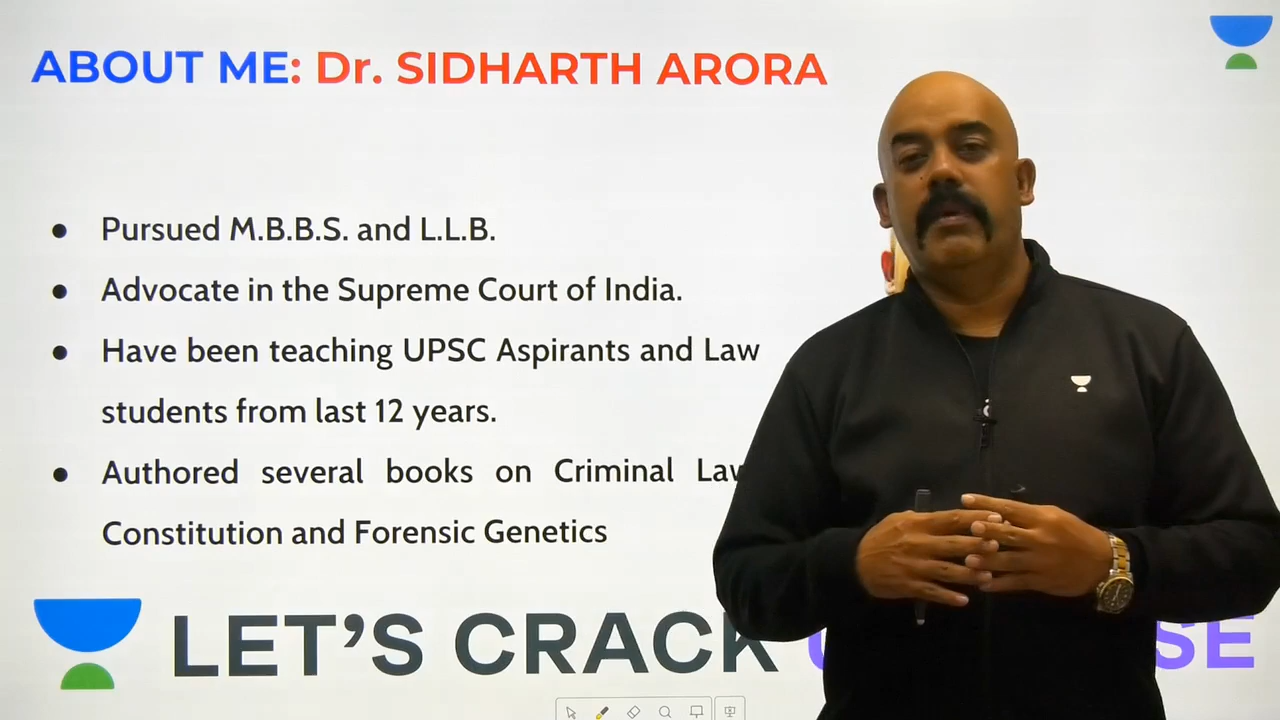 ABOUT ME: Dr. SIDHARTH ARORA
● Pursued M.B.B.S. and L.L.B.
● Advocate in the Supreme Court of India.
● Have been teaching UPSC Aspirants and Law
students from last 12 years.
● Authored several books on Criminal Law
Constitution and Forensic Genetics
LET'S CRACK